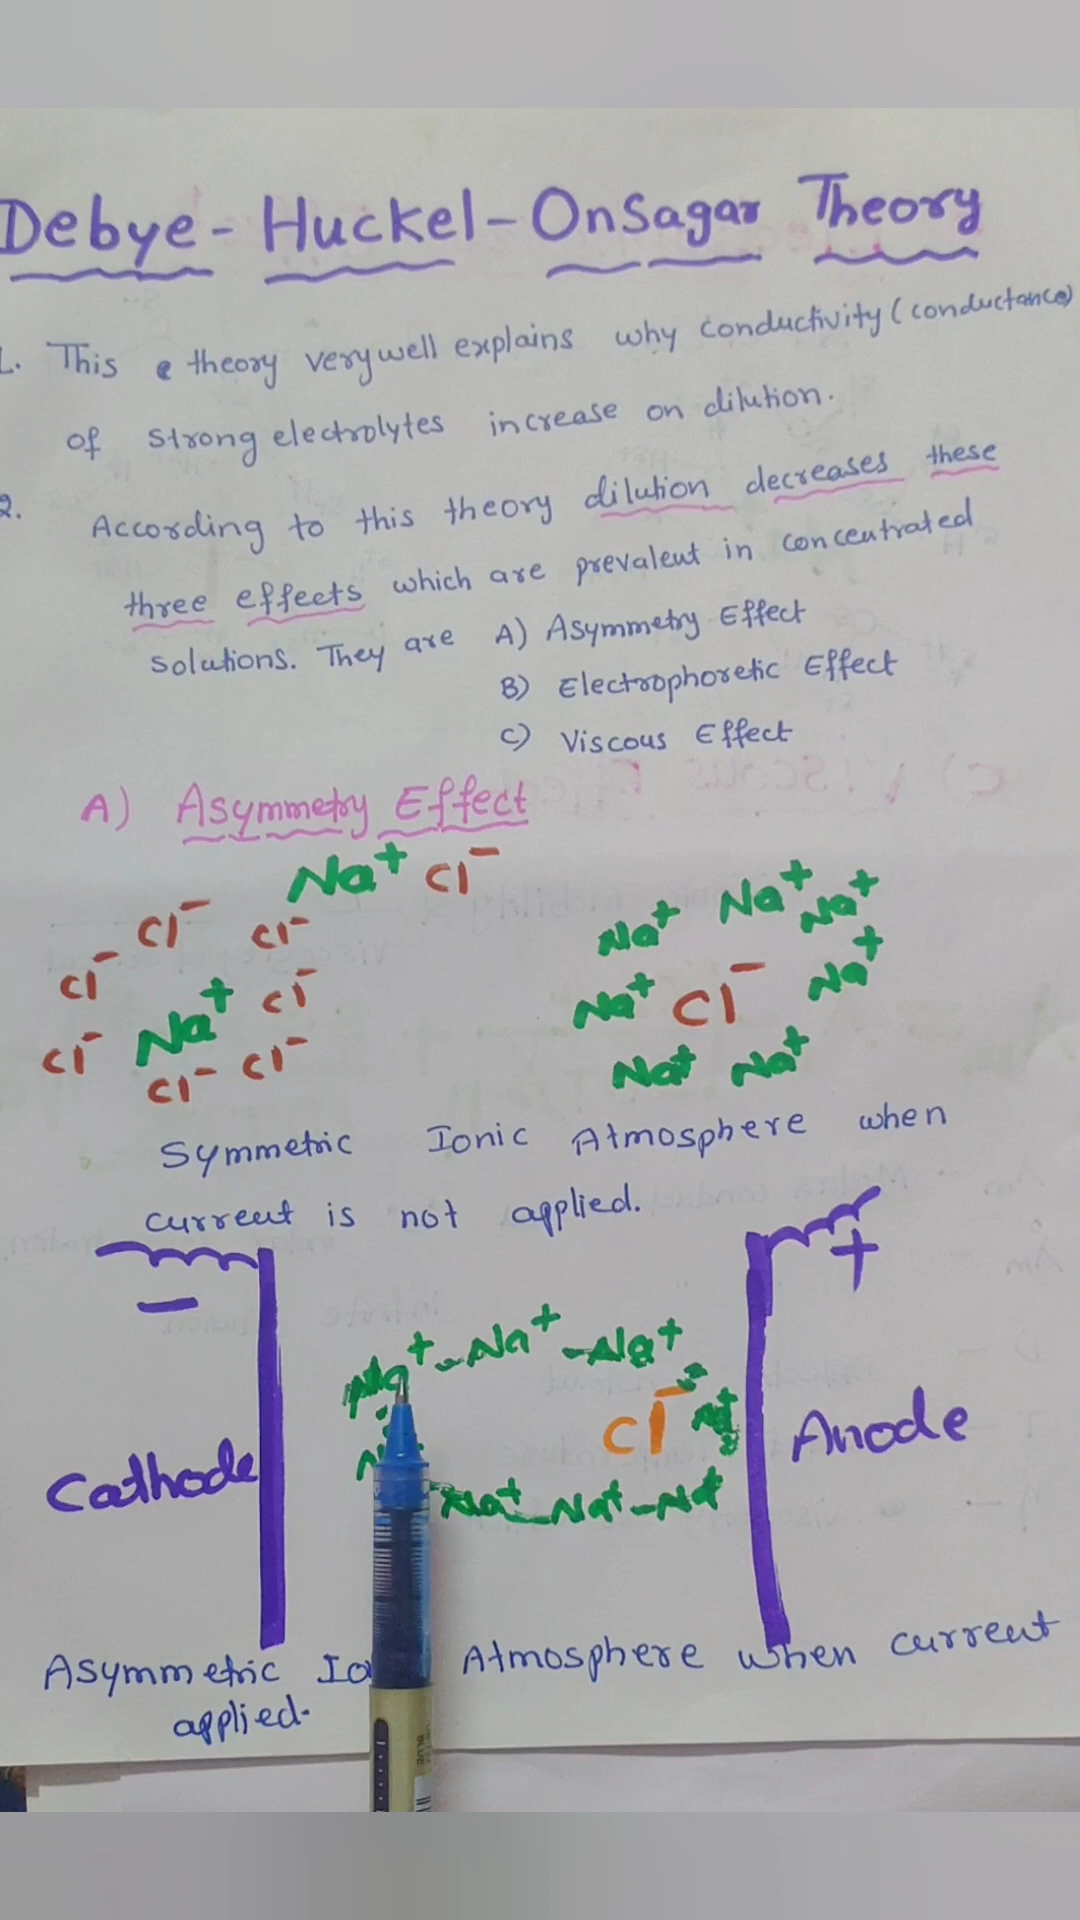 Debye - Huckel - Onsagar Theory
1. This e theory very well explains why conductivity (conductance)
of strong electrolytes increase on dilution.
2. According to this theory dilution decreases these
three effects which are prevalent in concentrated
solutions. They are A) Asymmetry Effect
B) Electrophoretic Effect
C) Viscous Effect
A) Asymmetry Effect
Na+ Cl-
Cl- Cl- Na+ Na+ Na+
Cl- Na+ Cl- Na+ Cl- Na+
Cl- Cl- Cl- Na+ Na+
Symmetric Ionic Atmosphere when
current is not applied.
- +
Na+ - Na+ - Na+
Cathode Cl- Na+ Anode
Na+ - Na+ - Na+
Asymmetric Atmosphere when current
applied.